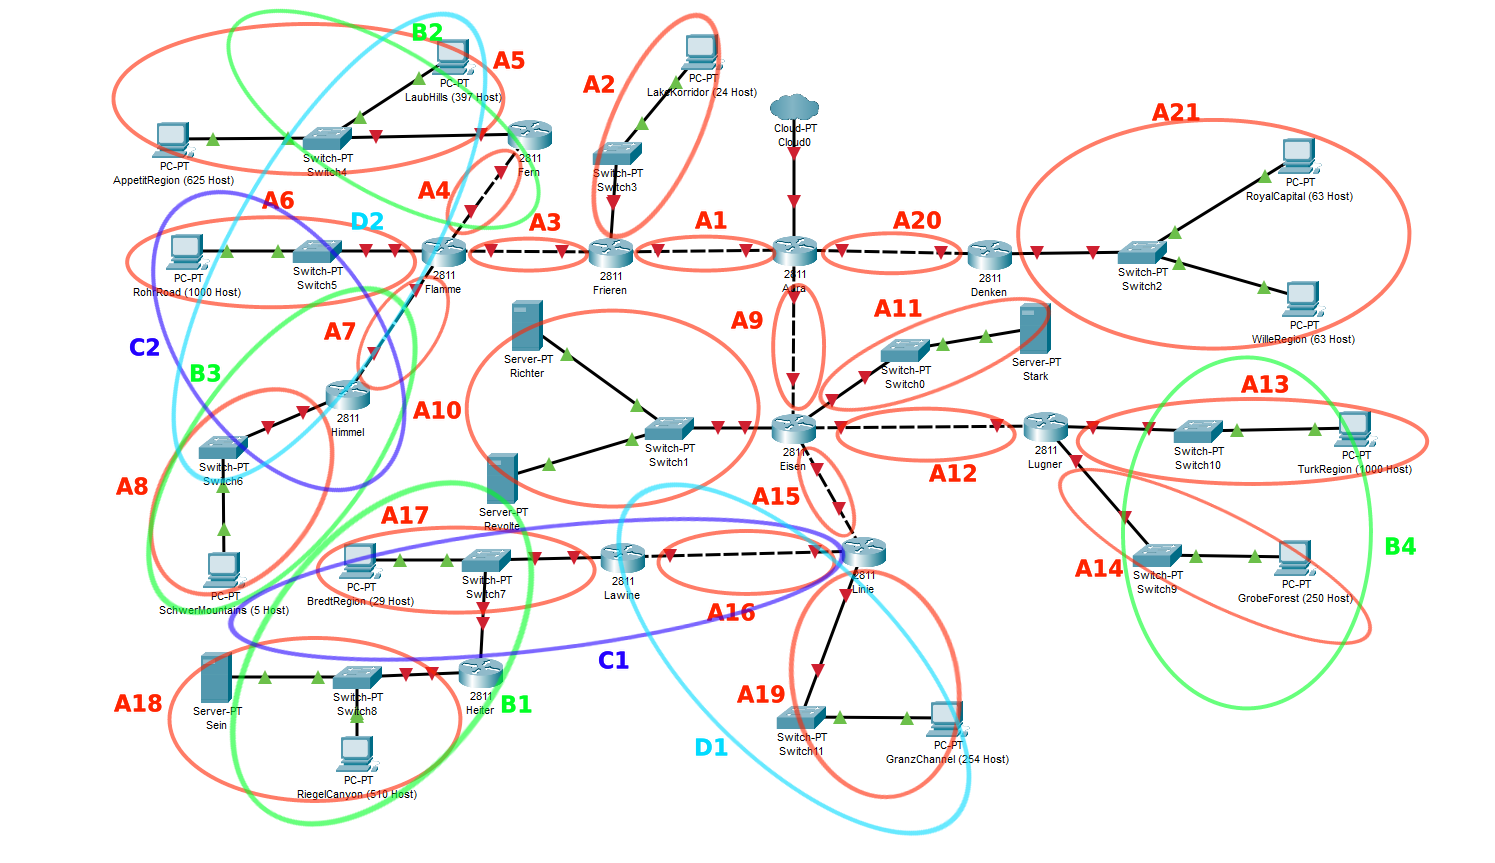 B2
A5
PC-PT
LaubHills (397 Host)
A2
PC-PT
LakeKorridor (24 Host)
Cloud-PT
Cloud0
A21
PC-PT
AppetitRegion (625 Host)
Switch-PT
Switch4
2811
Fern
Switch-PT
Switch3
PC-PT
RoyalCapital (63 Host)
A4
A6
D2
A3
A1
A20
PC-PT
RohrRoad (1000 Host)
Switch-PT
Switch5
2811
Flamme
2811
Frieren
2811
Aura
2811
Denken
Switch-PT
Switch2
PC-PT
WilleRegion (63 Host)
A7
C2
B3
A9
A11
Server-PT
Richter
Switch-PT
Switch0
Server-PT
Stark
A10
2811
Himmel
A13
Switch-PT
Switch6
Switch-PT
Switch1
2811
Eisen
2811
Lugner
Switch-PT
Switch10
PC-PT
TurkRegion (1000 Host)
A8
A12
A15
Server-PT
Revolte
A17
B4
A14
PC-PT
SchwerMountains (5 Host)
PC-PT
BredtRegion (29 Host)
Switch-PT
Switch7
2811
Lawine
2811
Linie
Switch-PT
Switch9
PC-PT
GrobeForest (250 Host)
A16
C1
A18
Server-PT
Sein
Switch-PT
Switch8
2811
Heiter
B1
A19
D1
Switch-PT
Switch11
PC-PT
GranzChannel (254 Host)
PC-PT
RiegelCanyon (510 Host)